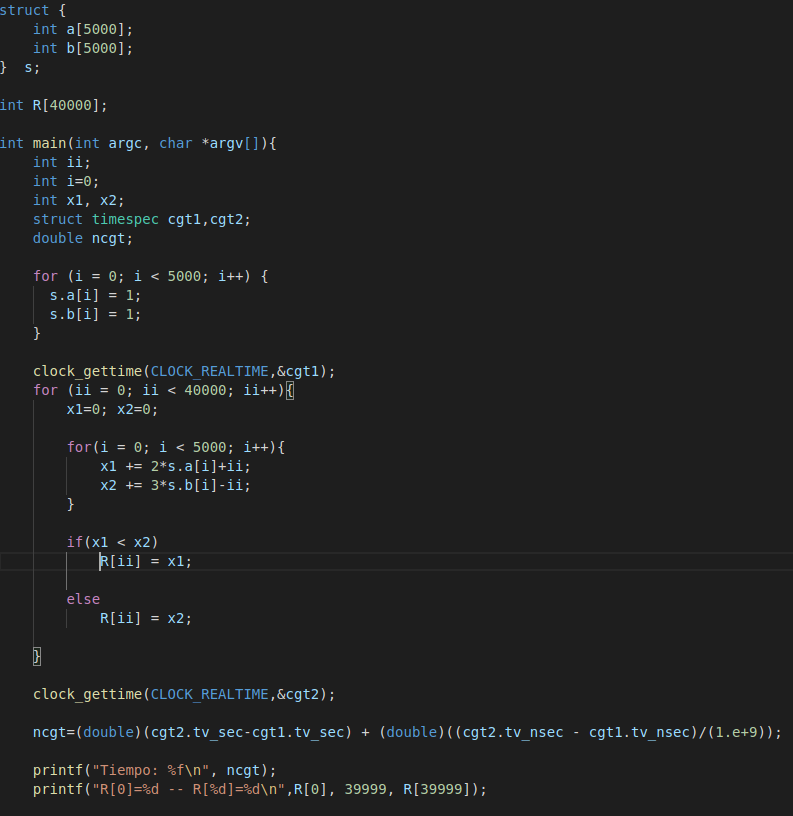 struct {
    int a[5000];
    int b[5000];
}  s;
int R[40000];
int main(int argc, char *argv[]){
    int ii;
    int i=0;
    int x1, x2;
    struct timespec cgt1,cgt2;
    double ncgt;
    for (i = 0; i < 5000; i++) {
      s.a[i] = 1;
      s.b[i] = 1;
    }
    clock_gettime(CLOCK_REALTIME,&cgt1);
    for (ii = 0; ii < 40000; ii++){
        x1=0; x2=0;
        for(i = 0; i < 5000; i++){
            x1 += 2*s.a[i]+ii;
            x2 += 3*s.b[i]-ii;
        }
        if(x1 < x2)
            R[ii] = x1;
        else
            R[ii] = x2;
    }
    clock_gettime(CLOCK_REALTIME,&cgt2);
    ncgt=(double)(cgt2.tv_sec-cgt1.tv_sec) + (double)((cgt2.tv_nsec - cgt1.tv_nsec)/(1.e+9));
    printf("Tiempo: %f\n", ncgt);
    printf("R[0]=%d -- R[%d]=%d\n",R[0], 39999, R[39999]);